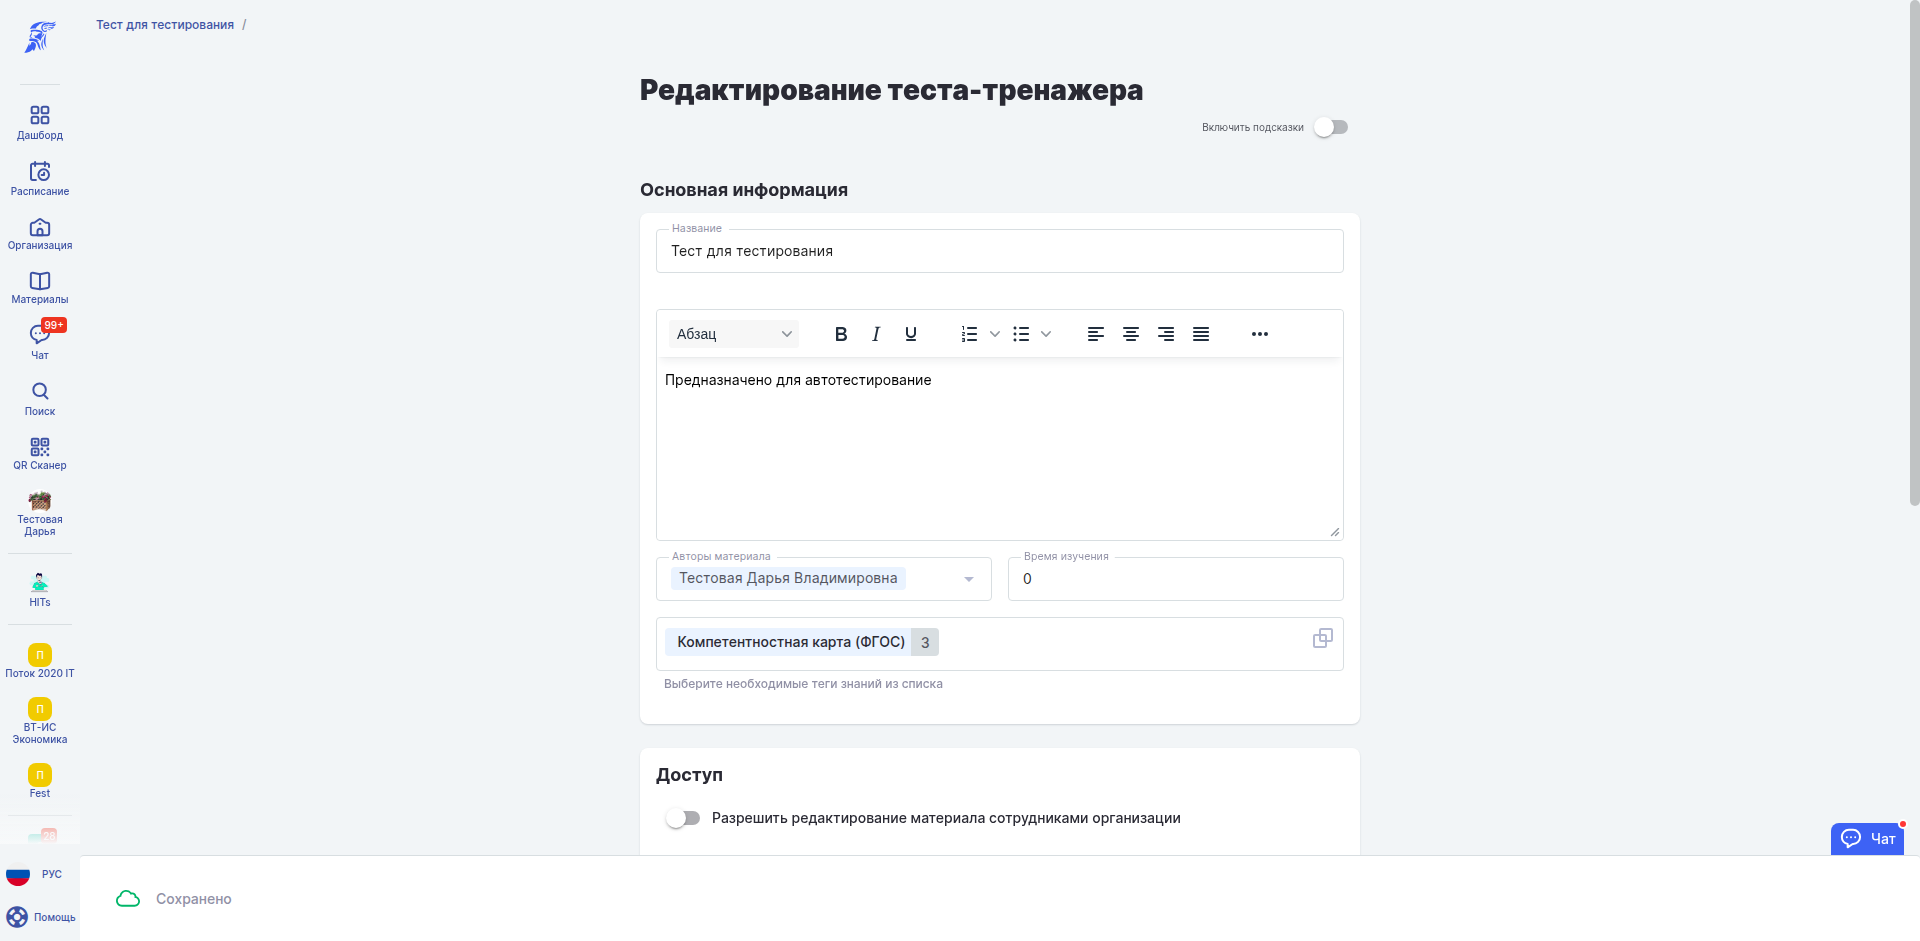 Тест для тестирования /
Редактирование теста-тренажера
Включить подсказки
Основная информация
Название
Тест для тестирования
Абзац
Предназначено для автотестирование
Авторы материала
Тестовая Дарья Владимировна
Время изучения
0
Компетентностная карта (ФГОС) 3
Выберите необходимые теги знаний из списка
Доступ
Разрешить редактирование материала сотрудниками организации
Дашборд
Расписание
Организация
Материалы
99+
Чат
Поиск
QR Сканер
Тестовая
Дарья
HITs
П
Поток 2020 IT
П
ВТ-ИС
Экономика
П
Fest
28
РУС
Помощь
Сохранено
Чат